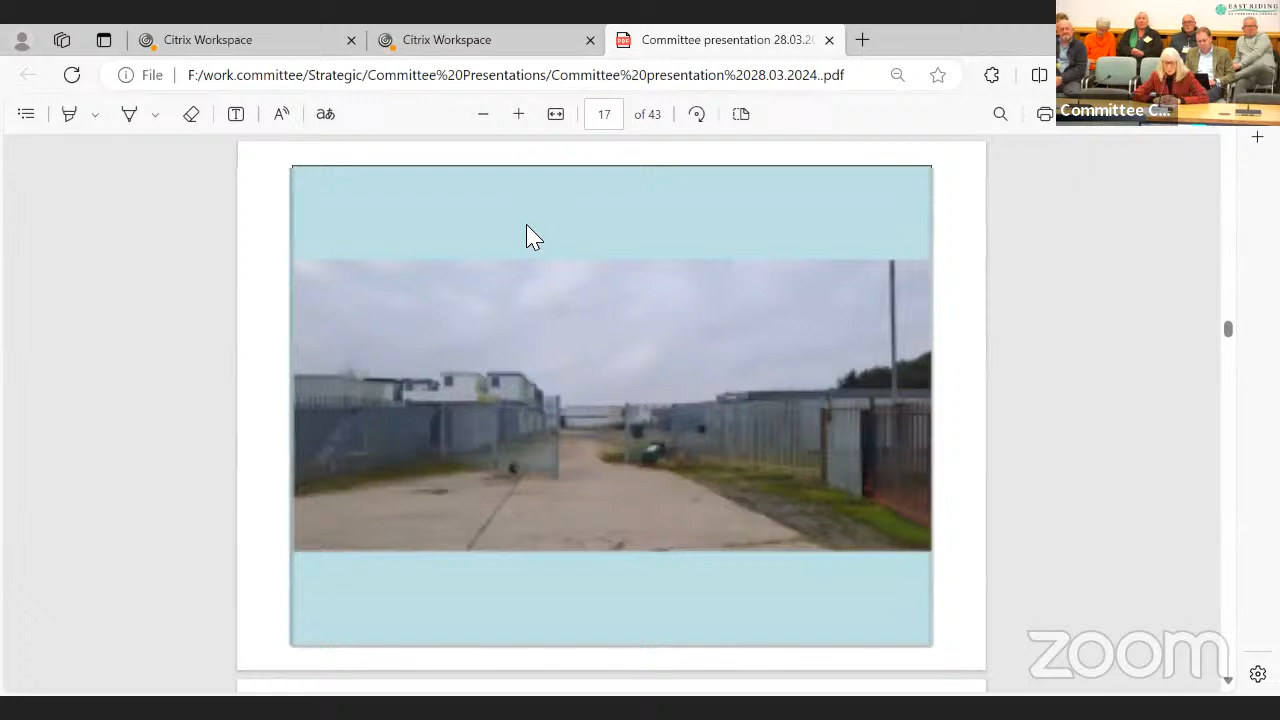 Citrix Workspace
Citrix Workspace
Committee presentation 28.03.20
File
F:/work.committee/Strategic/Committee%20Presentations/Committee%20presentation%2028.03.2024..pdf
17
of 43
EAST RIDING
Committee C...
zoom